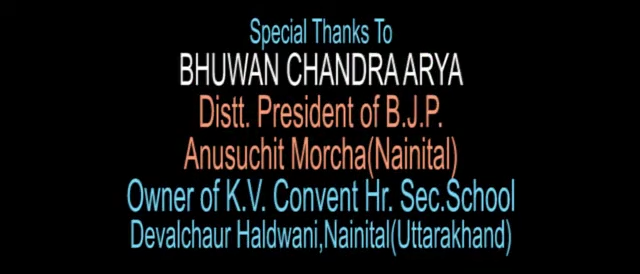 Special Thanks To
BHUWAN CHANDRA ARYA
Distt. President of B.J.P.
Anusuchit Morcha(Nainital)
Owner of K.V. Convent Hr. Sec.School
Devalchaur Haldwani,Nainital(Uttarakhand)